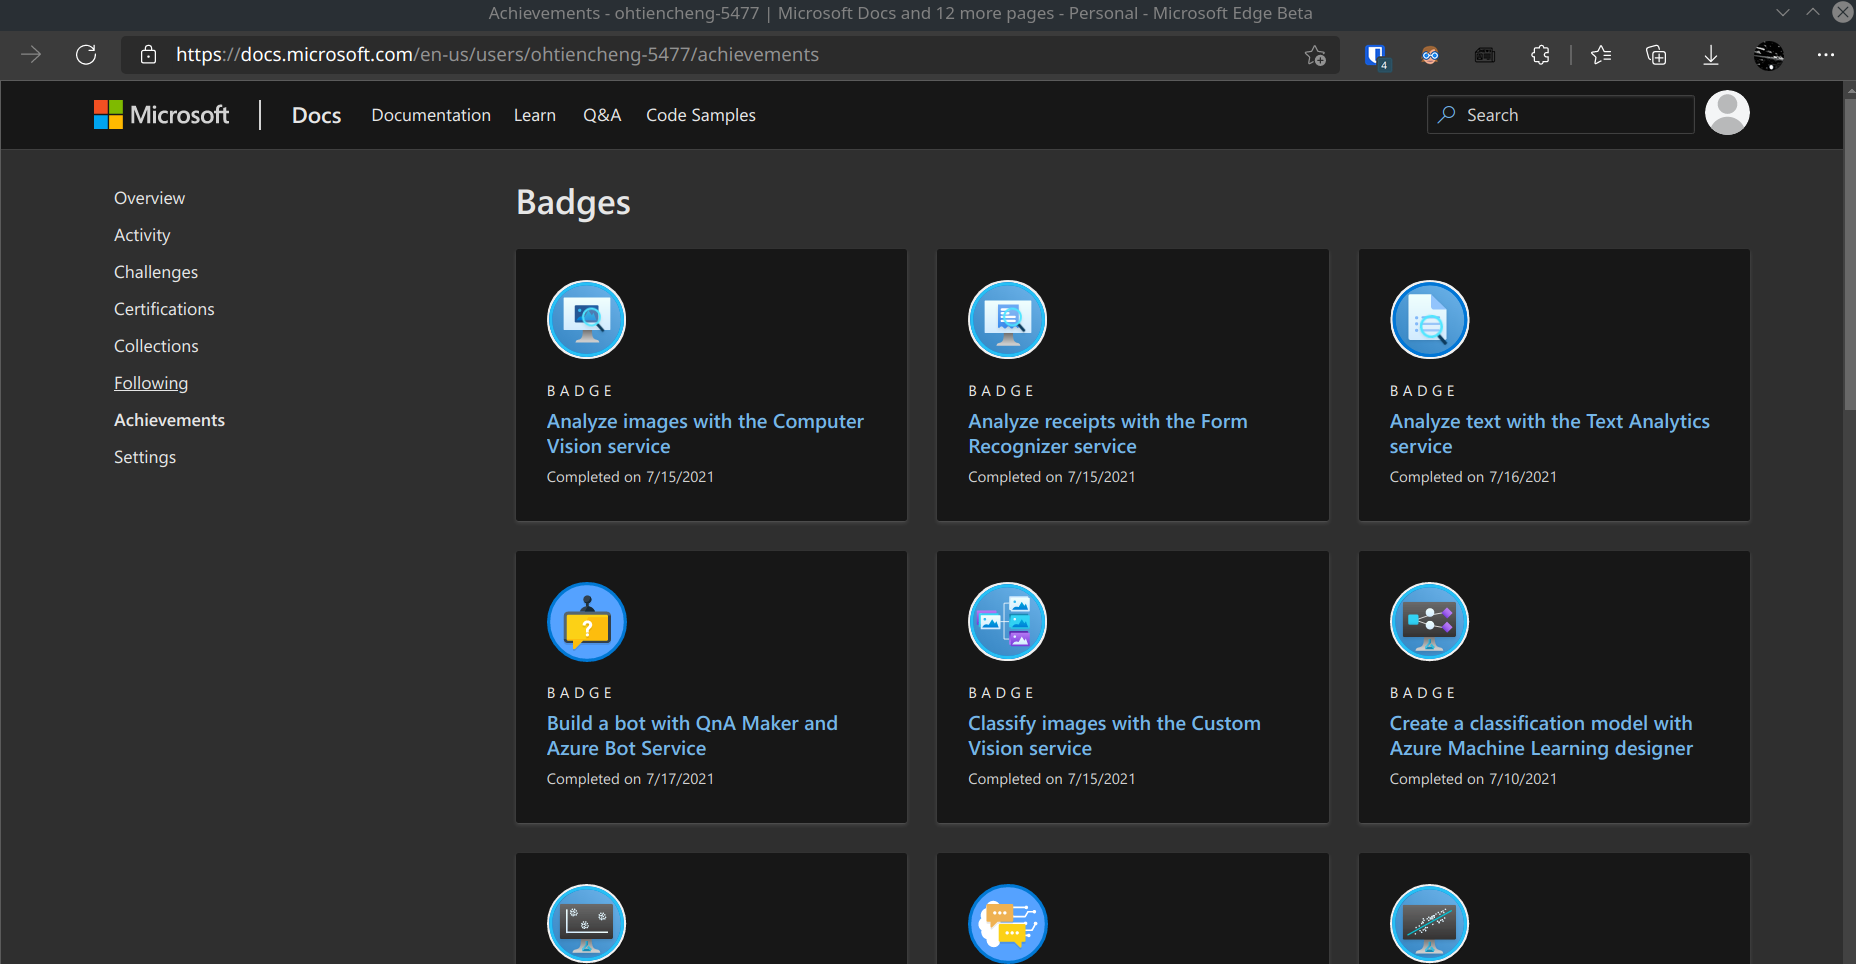 Achievements - ohtiencheng-5477 | Microsoft Docs and 12 more pages - Personal - Microsoft Edge Beta
https://docs.microsoft.com/en-us/users/ohtiencheng-5477/achievements
4
Microsoft
Docs
Documentation
Learn
Q&A
Code Samples
Search
Overview
Activity
Challenges
Certifications
Collections
Following
Achievements
Settings
Badges
BADGE
Analyze images with the Computer
Vision service
Completed on 7/15/2021
BADGE
Analyze receipts with the Form
Recognizer service
Completed on 7/15/2021
BADGE
Analyze text with the Text Analytics
service
Completed on 7/16/2021
?
BADGE
Build a bot with QnA Maker and
Azure Bot Service
Completed on 7/17/2021
BADGE
Classify images with the Custom
Vision service
Completed on 7/15/2021
BADGE
Create a classification model with
Azure Machine Learning designer
Completed on 7/10/2021